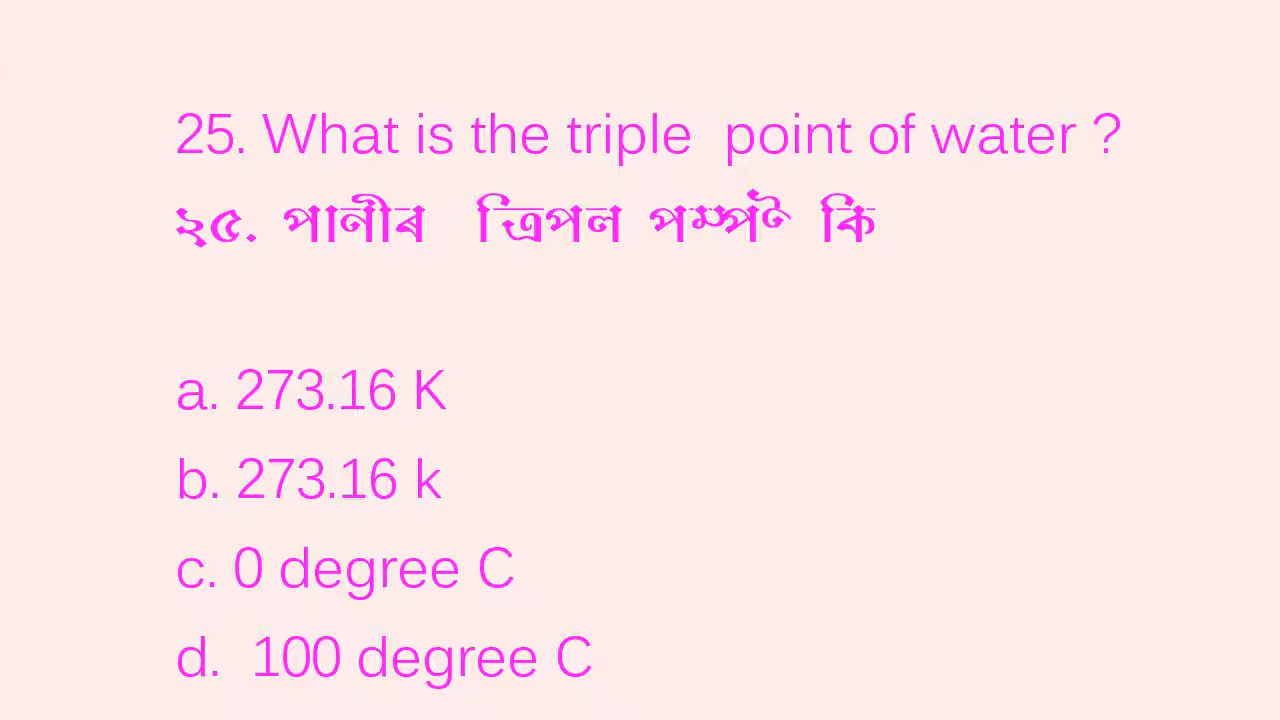 25. What is the triple point of water ?
২৫. পানীৰ ত্ৰিপল পম্পৰ্ট কি
a. 273.16 K
b. 273.16 k
c. 0 degree C
d. 100 degree C